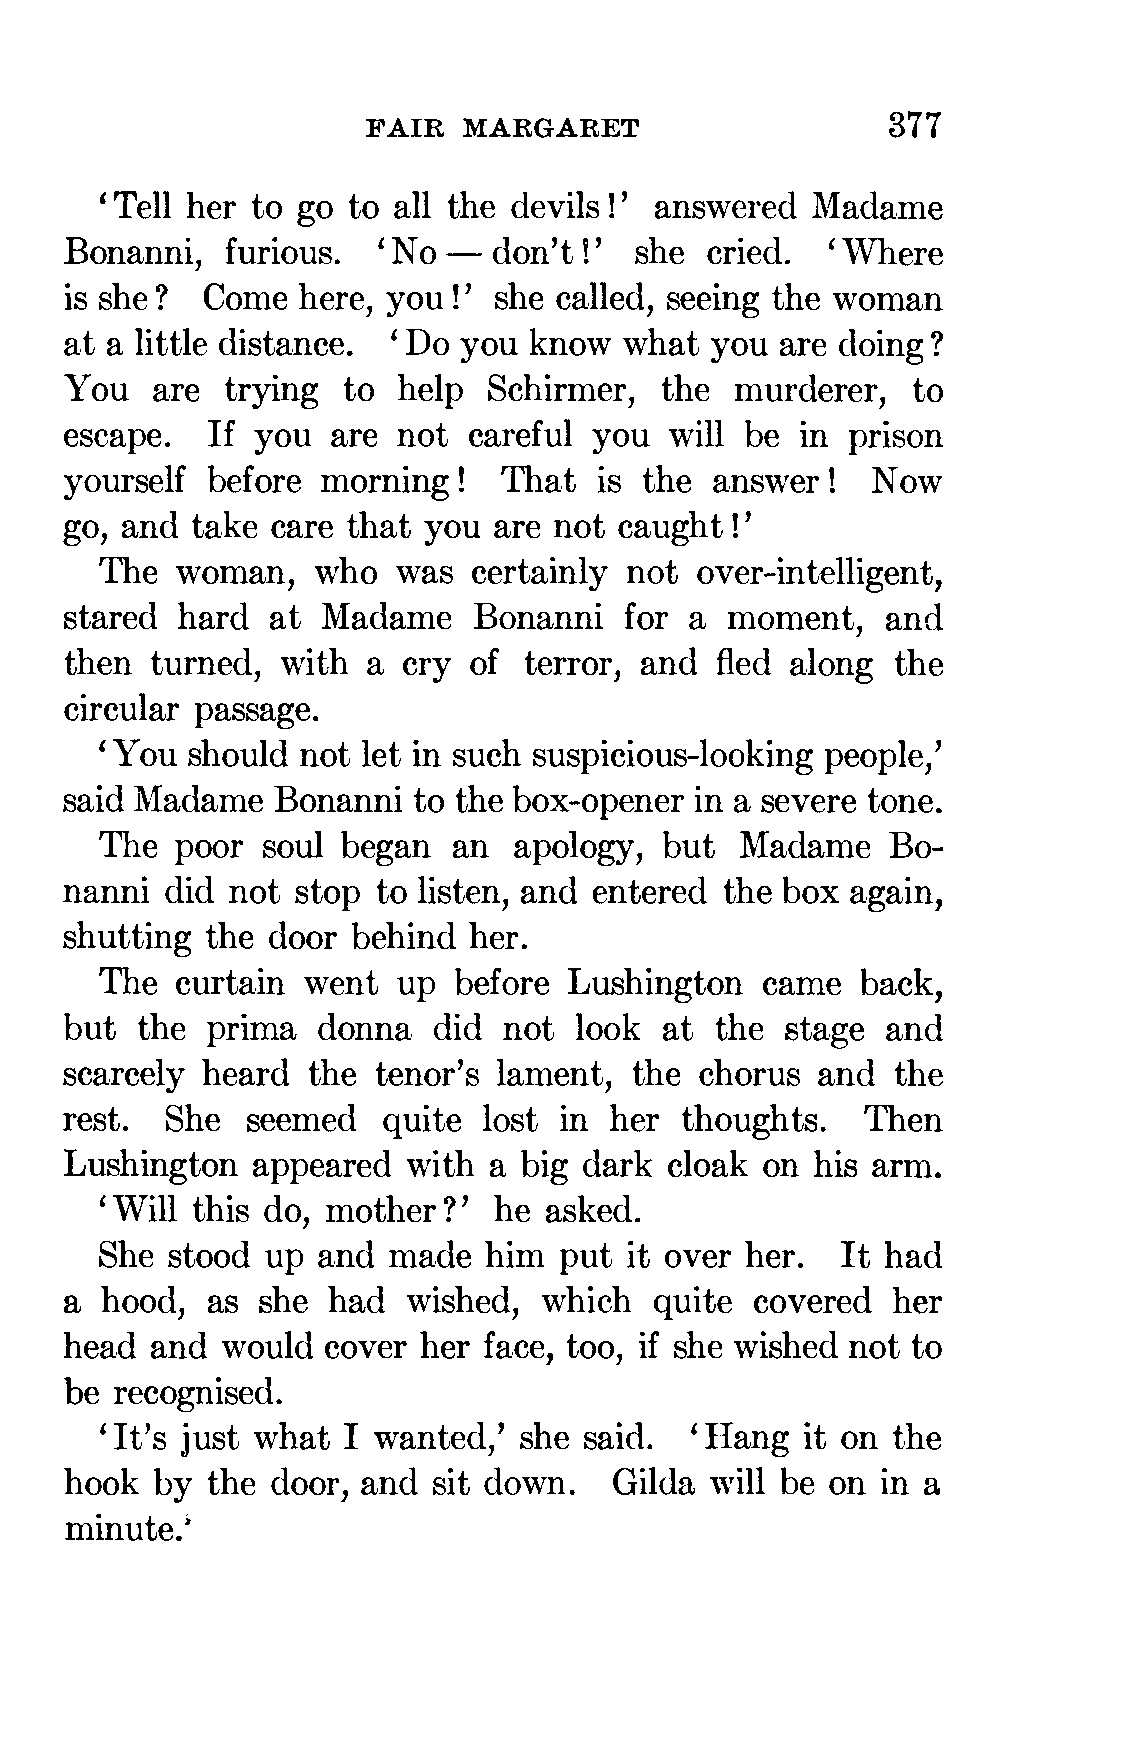 FAIR MARGARET 377
‘Tell her to go to all the devils!’ answered Madame
Bonanni, furious. ‘No — don’t!’ she cried. ‘Where
is she? Come here, you!’ she called, seeing the woman
at a little distance. ‘Do you know what you are doing?
You are trying to help Schirmer, the murderer, to
escape. If you are not careful you will be in prison
yourself before morning! That is the answer! Now
go, and take care that you are not caught!’
The woman, who was certainly not over-intelligent,
stared hard at Madame Bonanni for a moment, and
then turned, with a cry of terror, and fled along the
circular passage.
‘You should not let in such suspicious-looking people,’
said Madame Bonanni to the box-opener in a severe tone.
The poor soul began an apology, but Madame Bo-
nanni did not stop to listen, and entered the box again,
shutting the door behind her.
The curtain went up before Lushington came back,
but the prima donna did not look at the stage and
scarcely heard the tenor’s lament, the chorus and the
rest. She seemed quite lost in her thoughts. Then
Lushington appeared with a big dark cloak on his arm.
‘Will this do, mother?’ he asked.
She stood up and made him put it over her. It had
a hood, as she had wished, which quite covered her
head and would cover her face, too, if she wished not to
be recognised.
‘It’s just what I wanted,’ she said. ‘Hang it on the
hook by the door, and sit down. Gilda will be on in a
minute.’